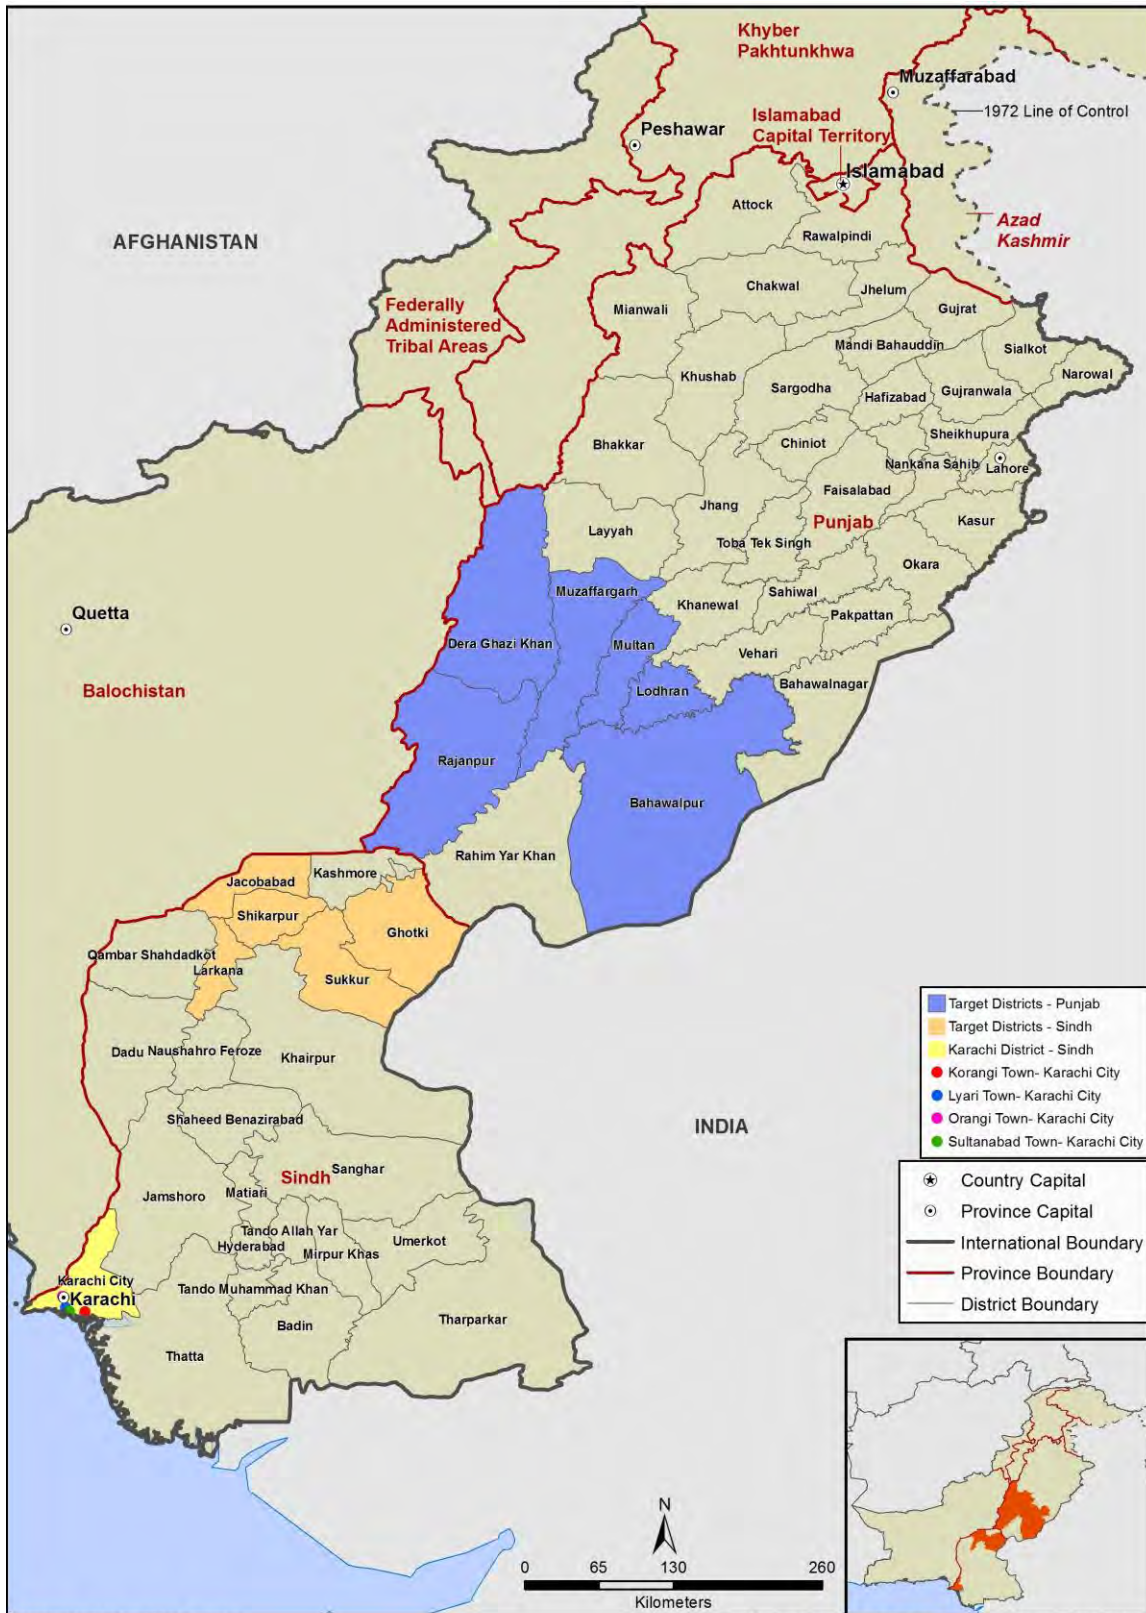 Khyber
Pakhtunkhwa
Muzaffarabad
1972 Line of Control
Peshawar
Islamabad
Capital Territory
Islamabad
Attock
Azad
Kashmir
AFGHANISTAN
Rawalpindi
Chakwal
Jhelum
Federally
Administered
Tribal Areas
Mianwali
Gujrat
Mandi Bahauddin
Sialkot
Narowal
Khushab
Sargodha
Hafizabad
Gujranwala
Bhakkar
Chiniot
Sheikhupura
Nankana Sahib
Lahore
Faisalabad
Jhang
Punjab
Kasur
Layyah
Toba Tek Singh
Okara
Muzaffargarh
Sahiwal
Khanewal
Pakpattan
Quetta
Dera Ghazi Khan
Multan
Vehari
Balochistan
Lodhran
Bahawalnagar
Rajanpur
Bahawalpur
Rahim Yar Khan
Jacobabad
Kashmore
Shikarpur
Ghotki
Qambar Shahdadkot
Larkana
Sukkur
Dadu
Naushahro Feroze
Khairpur
Shaheed Benazirabad
INDIA
Sindh
Sanghar
Jamshoro
Matiari
Tando Allah Yar
Hyderabad
Mirpur Khas
Umerkot
Karachi City
Karachi
Tando Muhammad Khan
Badin
Tharparkar
Thatta
Target Districts - Punjab
Target Districts - Sindh
Karachi District - Sindh
Korangi Town- Karachi City
Lyari Town- Karachi City
Orangi Town- Karachi City
Sultanabad Town- Karachi City
Country Capital
Province Capital
International Boundary
Province Boundary
District Boundary
N
0 65 130 260
Kilometers